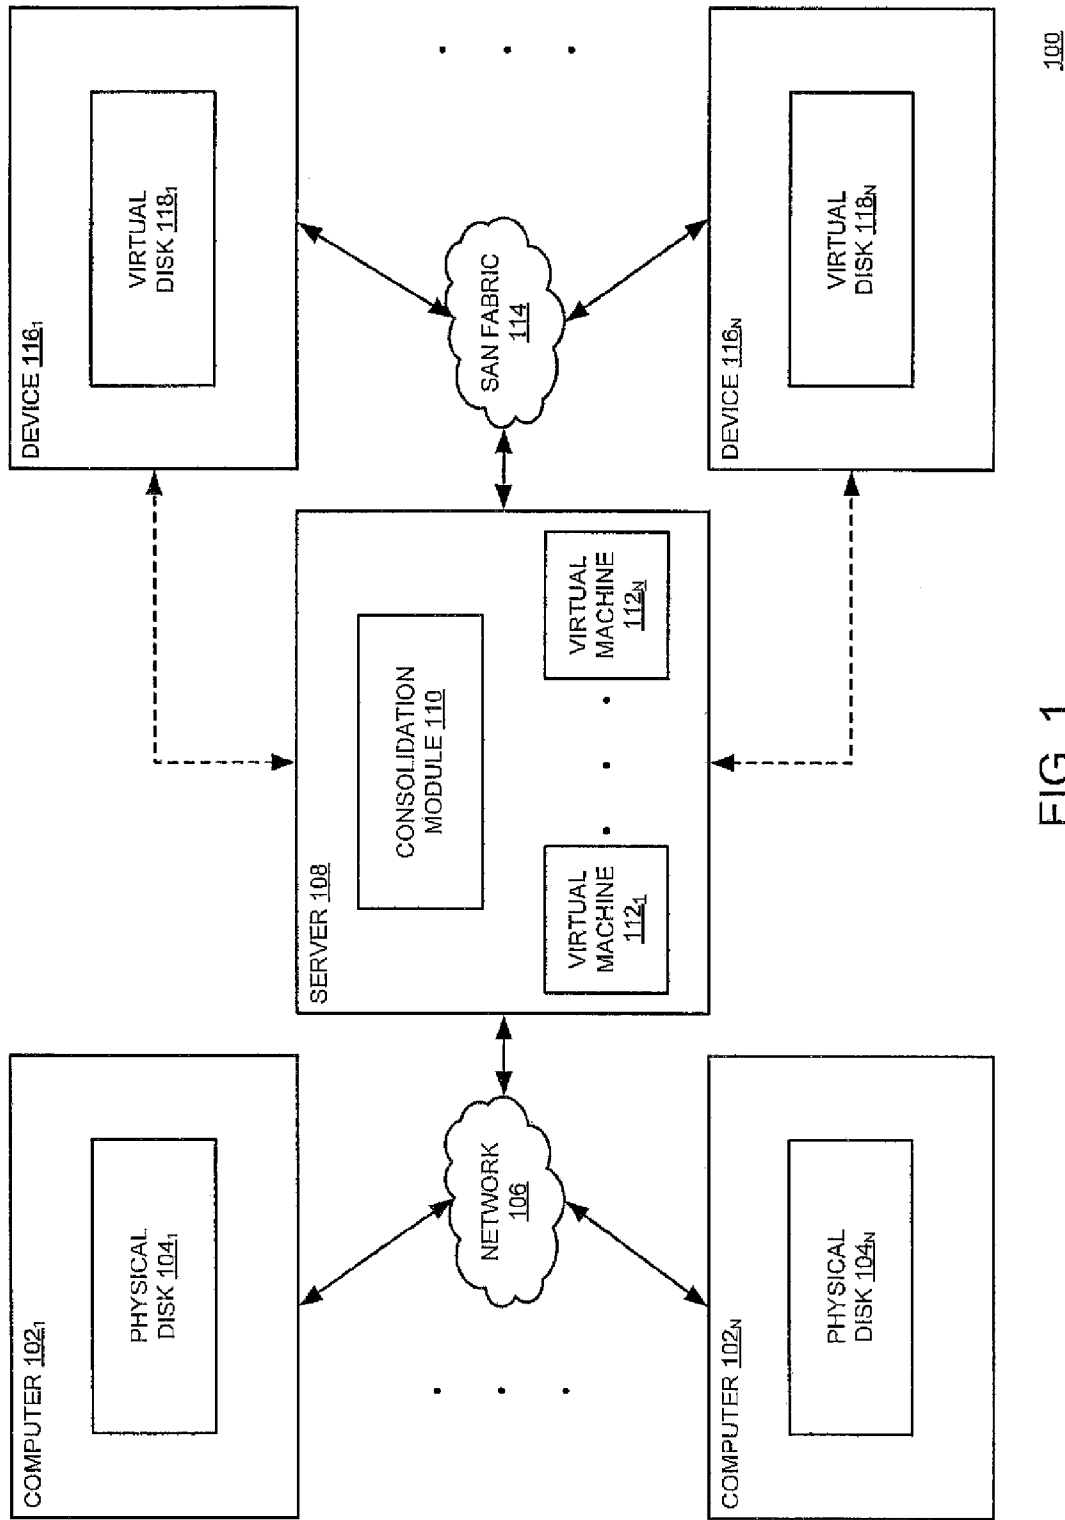 COMPUTER 102₁
PHYSICAL
DISK 104₁
COMPUTER 102N
PHYSICAL
DISK 104N
NETWORK
106
SERVER 108
CONSOLIDATION
MODULE 110
VIRTUAL
MACHINE
112₁
VIRTUAL
MACHINE
112N
SAN FABRIC
114
DEVICE 116₁
VIRTUAL
DISK 118₁
DEVICE 116N
VIRTUAL
DISK 118N
100
FIG. 1